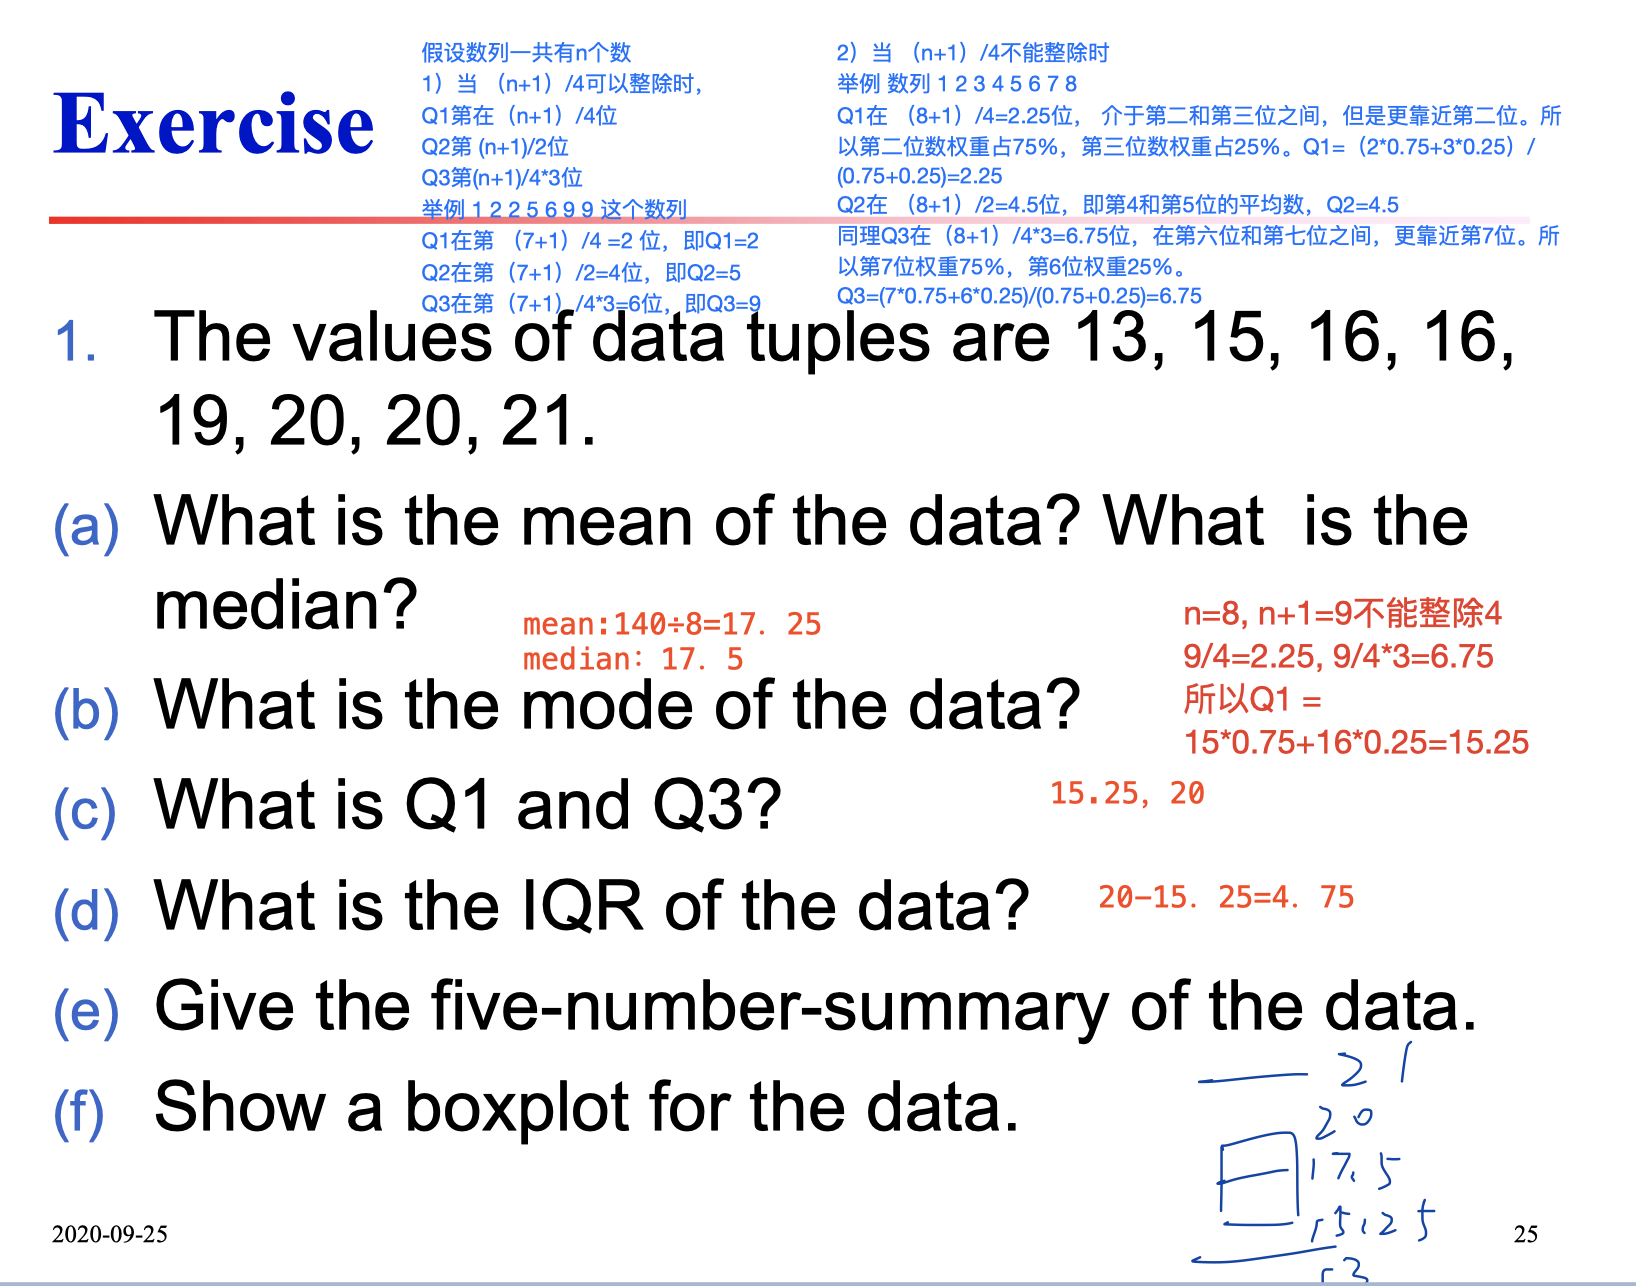 Exercise
假设数列一共有n个数
1）当 （n+1）/4可以整除时，
Q1第在（n+1）/4位
Q2第 (n+1)/2位
Q3第(n+1)/4*3位
举例 1 2 2 5 6 9 9 这个数列
Q1在第 （7+1）/4 =2 位，即Q1=2
Q2在第（7+1）/2=4位，即Q2=5
Q3在第（7+1）/4*3=6位，即Q3=9
2）当 （n+1）/4不能整除时
举例 数列 1 2 3 4 5 6 7 8
Q1在 （8+1）/4=2.25位， 介于第二和第三位之间，但是更靠近第二位。所
以第二位数权重占75%，第三位数权重占25%。Q1=（2*0.75+3*0.25）/
(0.75+0.25)=2.25
Q2在 （8+1）/2=4.5位，即第4和第5位的平均数，Q2=4.5
同理Q3在（8+1）/4*3=6.75位，在第六位和第七位之间，更靠近第7位。所
以第7位权重75%，第6位权重25%。
Q3=(7*0.75+6*0.25)/(0.75+0.25)=6.75
1. The values of data tuples are 13, 15, 16, 16,
19, 20, 20, 21.
(a) What is the mean of the data? What is the
median?
mean:140÷8=17. 25
median: 17. 5
n=8, n+1=9不能整除4
9/4=2.25, 9/4*3=6.75
所以Q1 =
15*0.75+16*0.25=15.25
(b) What is the mode of the data?
(c) What is Q1 and Q3?
15.25, 20
(d) What is the IQR of the data?
20-15. 25=4. 75
(e) Give the five-number-summary of the data.
(f) Show a boxplot for the data.
21
20
17.5
15.25
13
2020-09-25
25